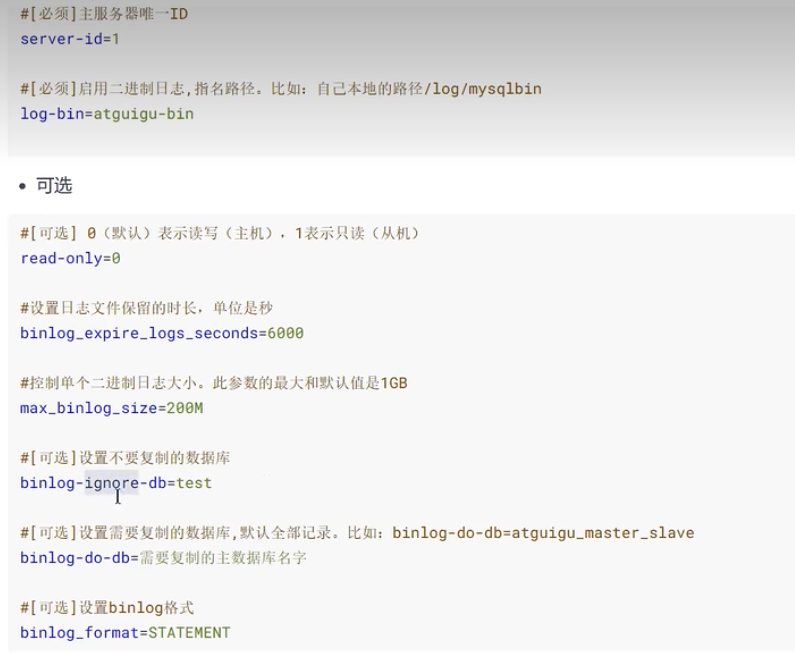 #[必须]主服务器唯一ID
server-id=1
#[必须]启用二进制日志,指名路径。比如：自己本地的路径/log/mysqlbin
log-bin=atguigu-bin
• 可选
#[可选] 0（默认）表示读写（主机），1表示只读（从机）
read-only=0
#设置日志文件保留的时长，单位是秒
binlog_expire_logs_seconds=6000
#控制单个二进制日志大小。此参数的最大和默认值是1GB
max_binlog_size=200M
#[可选]设置不要复制的数据库
binlog-ignore-db=test
#[可选]设置需要复制的数据库,默认全部记录。比如：binlog-do-db=atguigu_master_slave
binlog-do-db=需要复制的主数据库名字
#[可选]设置binlog格式
binlog_format=STATEMENT